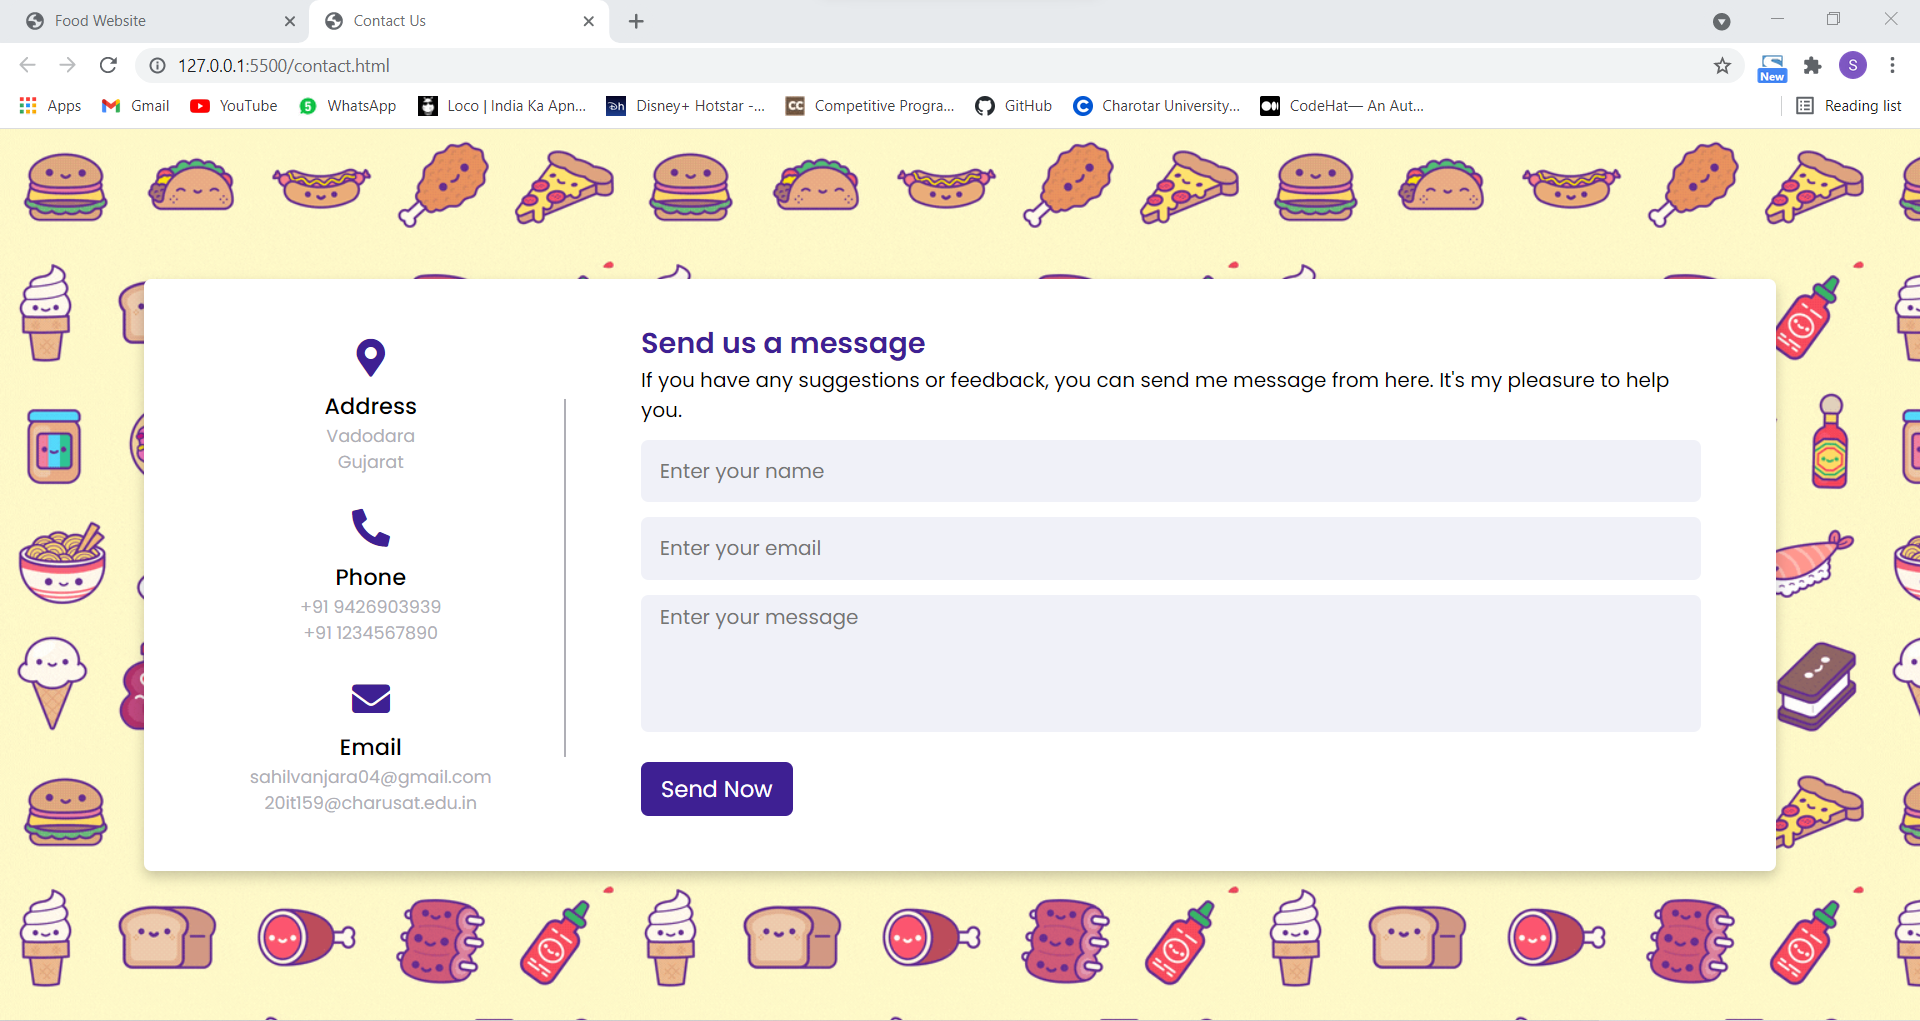 Food Website
Contact Us
127.0.0.1:5500/contact.html
New
S
Apps
Gmail
YouTube
5
WhatsApp
Loco | India Ka Apn...
Disney+ Hotstar -...
CC
Competitive Progra...
GitHub
Charotar University...
CodeHat— An Aut...
Reading list
Address
Vadodara
Gujarat
Phone
+91 9426903939
+91 1234567890
Email
sahilvanjara04@gmail.com
20it159@charusat.edu.in
Send us a message
If you have any suggestions or feedback, you can send me message from here. It's my pleasure to help
you.
Enter your name
Enter your email
Enter your message
Send Now